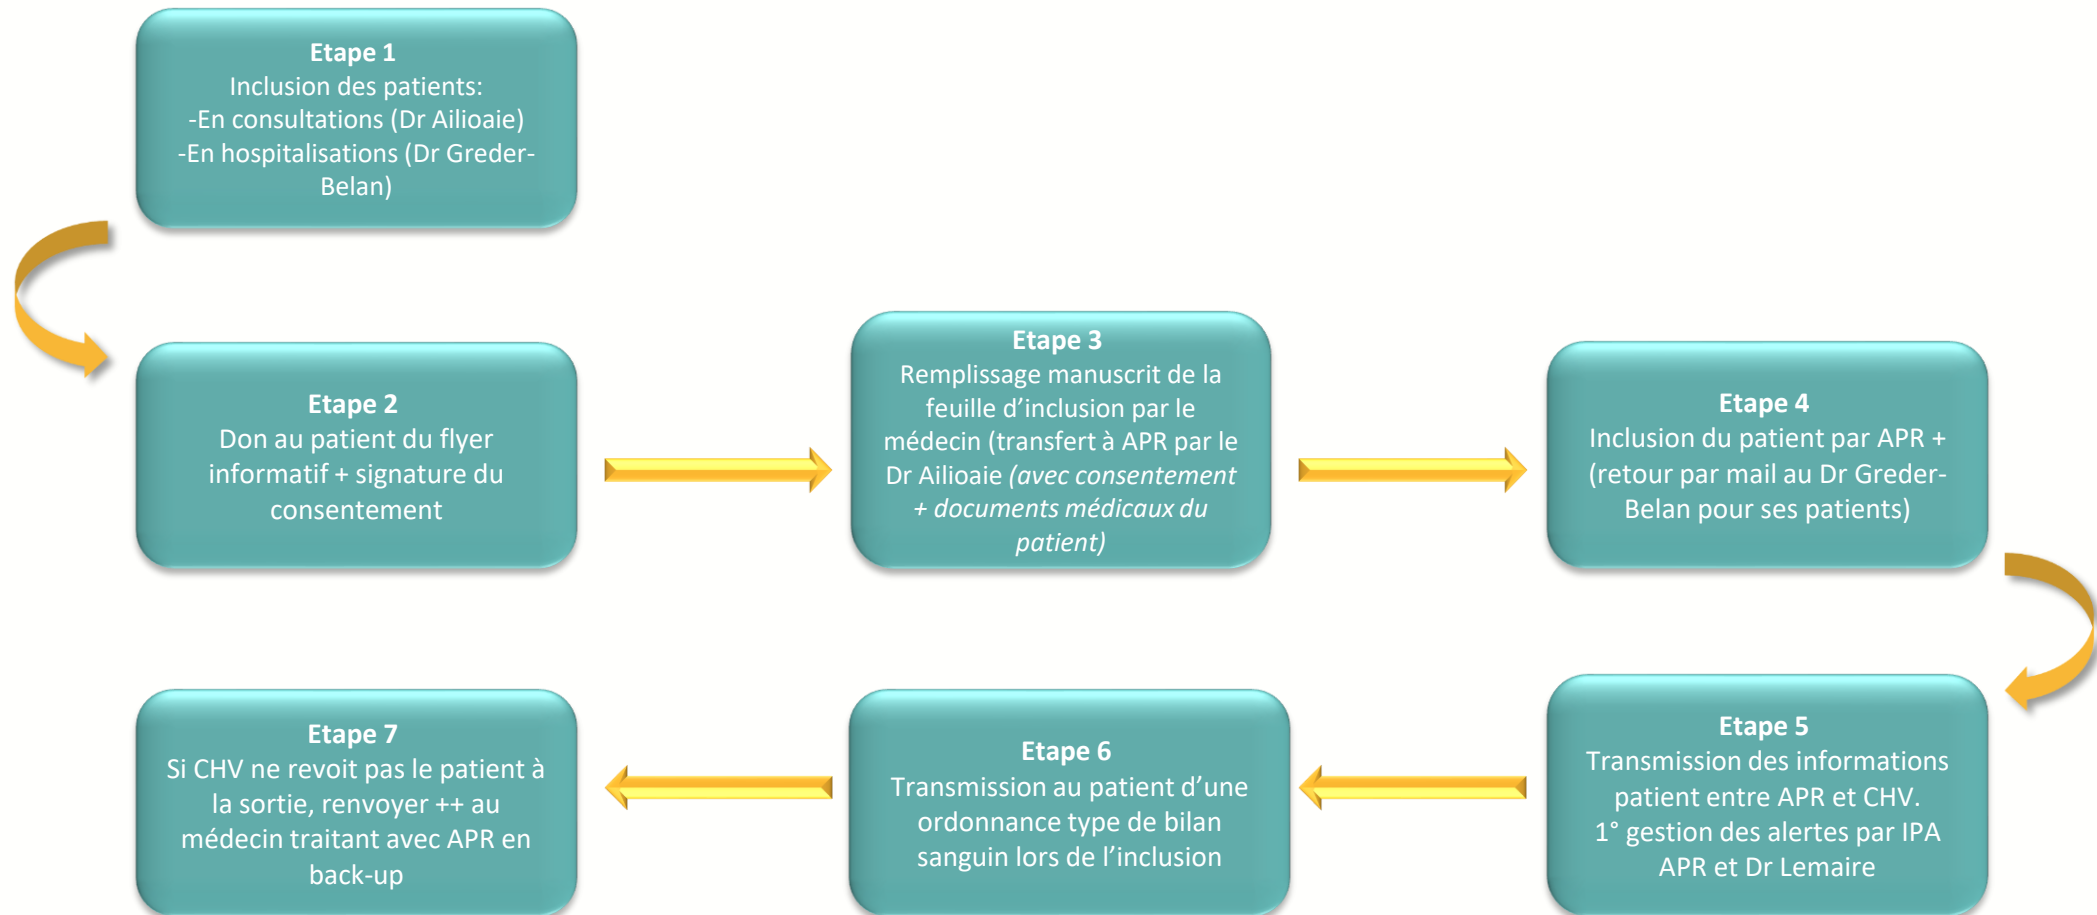 Etape 1
Inclusion des patients:
-En consultations (Dr Ailioaie)
-En hospitalisations (Dr Greder-
Belan)
Etape 2
Don au patient du flyer
informatif + signature du
consentement
Etape 3
Remplissage manuscrit de la
feuille d’inclusion par le
médecin (transfert à APR par le
Dr Ailioaie (avec consentement
+ documents médicaux du
patient)
Etape 4
Inclusion du patient par APR +
(retour par mail au Dr Greder-
Belan pour ses patients)
Etape 5
Transmission des informations
patient entre APR et CHV.
1° gestion des alertes par IPA
APR et Dr Lemaire
Etape 6
Transmission au patient d’une
ordonnance type de bilan
sanguin lors de l’inclusion
Etape 7
Si CHV ne revoit pas le patient à
la sortie, renvoyer ++ au
médecin traitant avec APR en
back-up